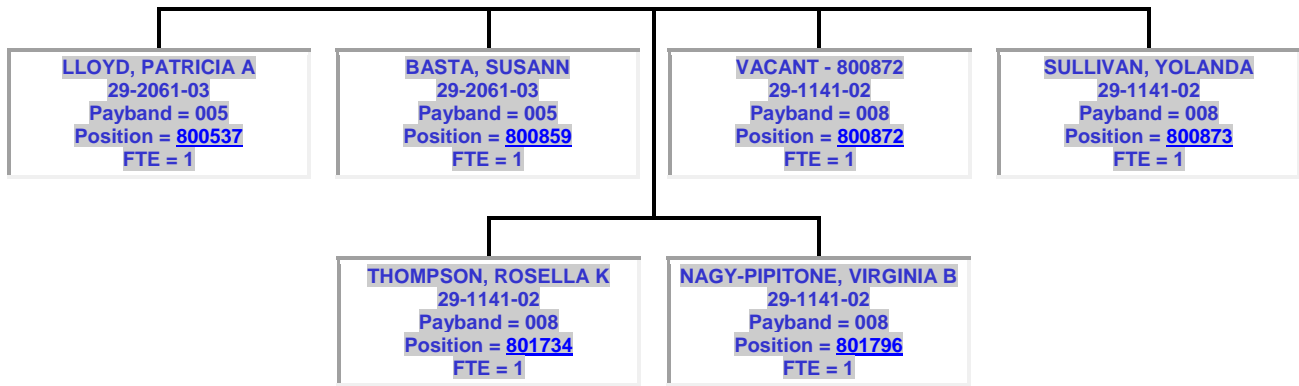 LLOYD, PATRICIA A
29-2061-03
Payband = 005
Position = 800537
FTE = 1
BASTA, SUSANN
29-2061-03
Payband = 005
Position = 800859
FTE = 1
VACANT - 800872
29-1141-02
Payband = 008
Position = 800872
FTE = 1
SULLIVAN, YOLANDA
29-1141-02
Payband = 008
Position = 800873
FTE = 1
THOMPSON, ROSELLA K
29-1141-02
Payband = 008
Position = 801734
FTE = 1
NAGY-PIPITONE, VIRGINIA B
29-1141-02
Payband = 008
Position = 801796
FTE = 1